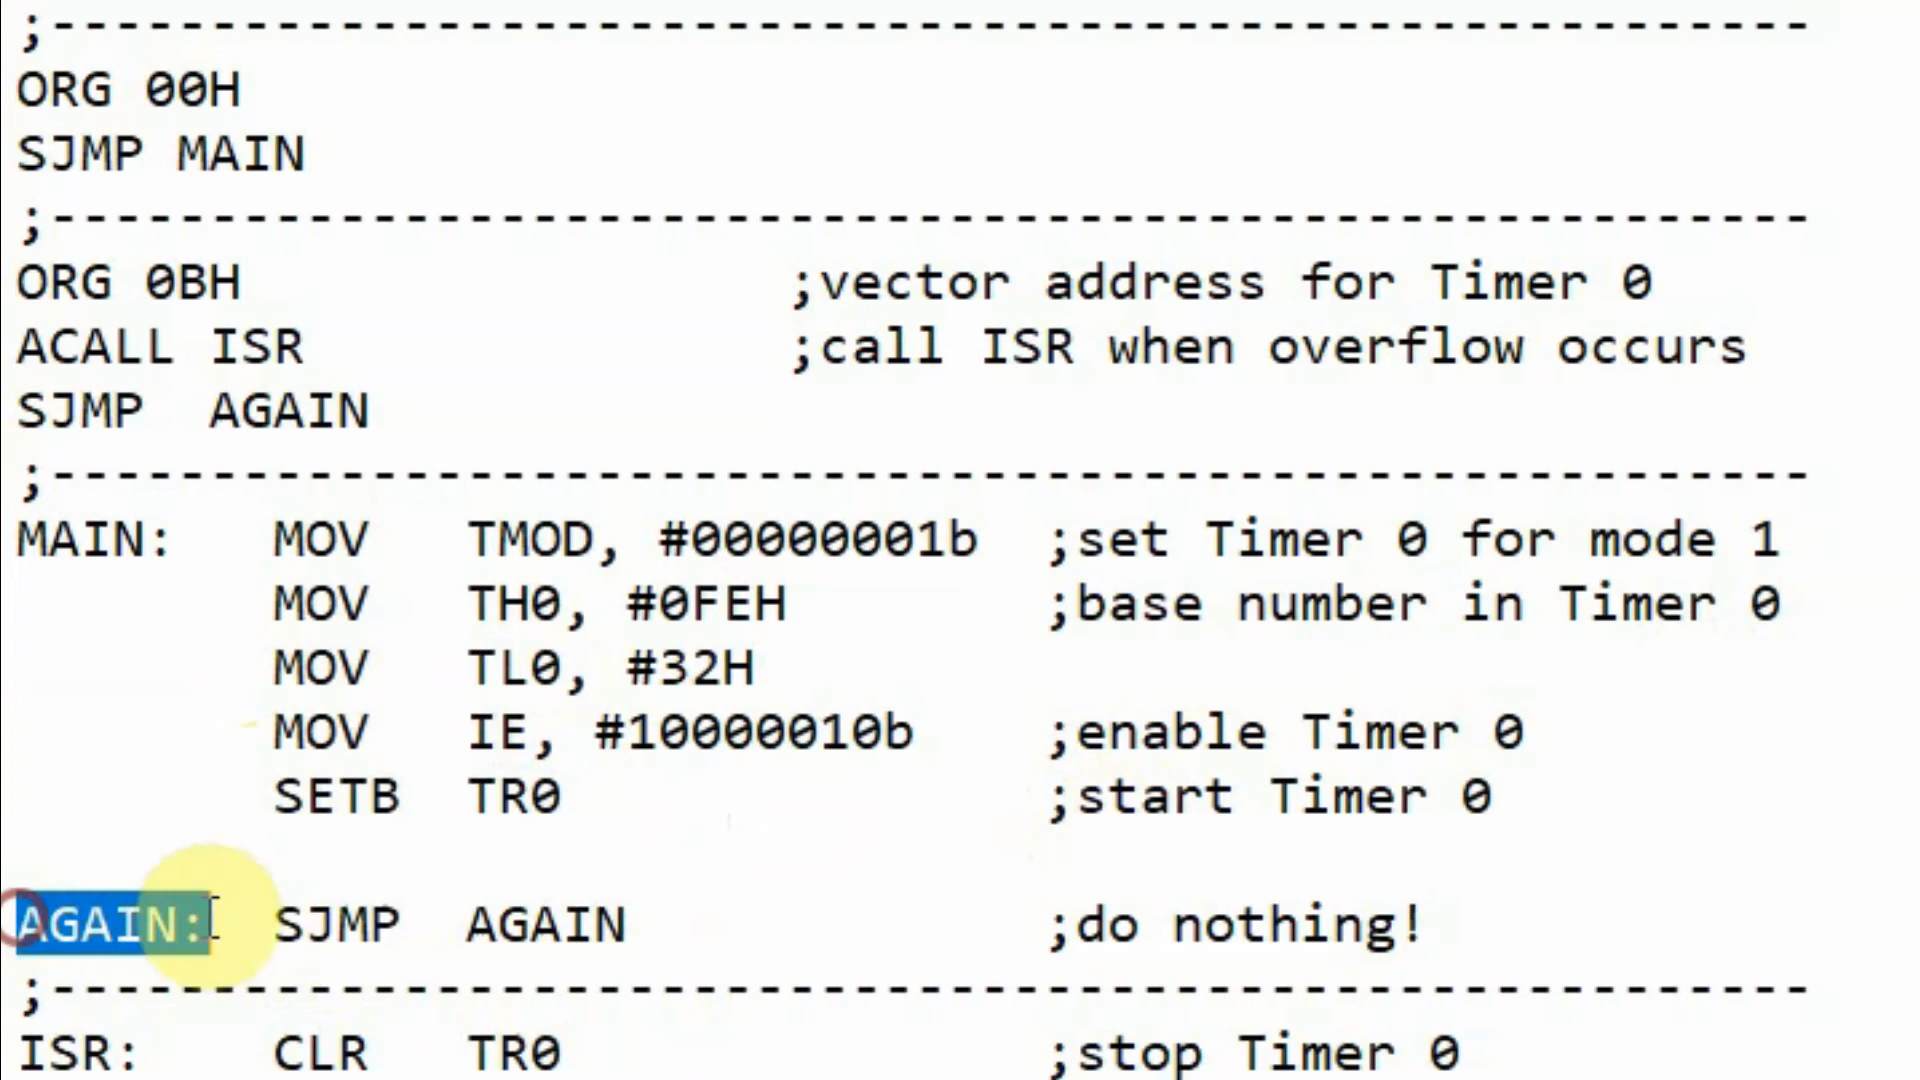 ;-------------------------------------------------------
ORG 00H
SJMP MAIN
;-------------------------------------------------------
ORG 0BH ;vector address for Timer 0
ACALL ISR ;call ISR when overflow occurs
SJMP AGAIN
;-------------------------------------------------------
MAIN: MOV TMOD, #00000001b ;set Timer 0 for mode 1
MOV TH0, #0FEH ;base number in Timer 0
MOV TL0, #32H
MOV IE, #10000010b ;enable Timer 0
SETB TR0 ;start Timer 0
AGAIN: SJMP AGAIN ;do nothing!
;-------------------------------------------------------
ISR: CLR TR0 ;stop Timer 0